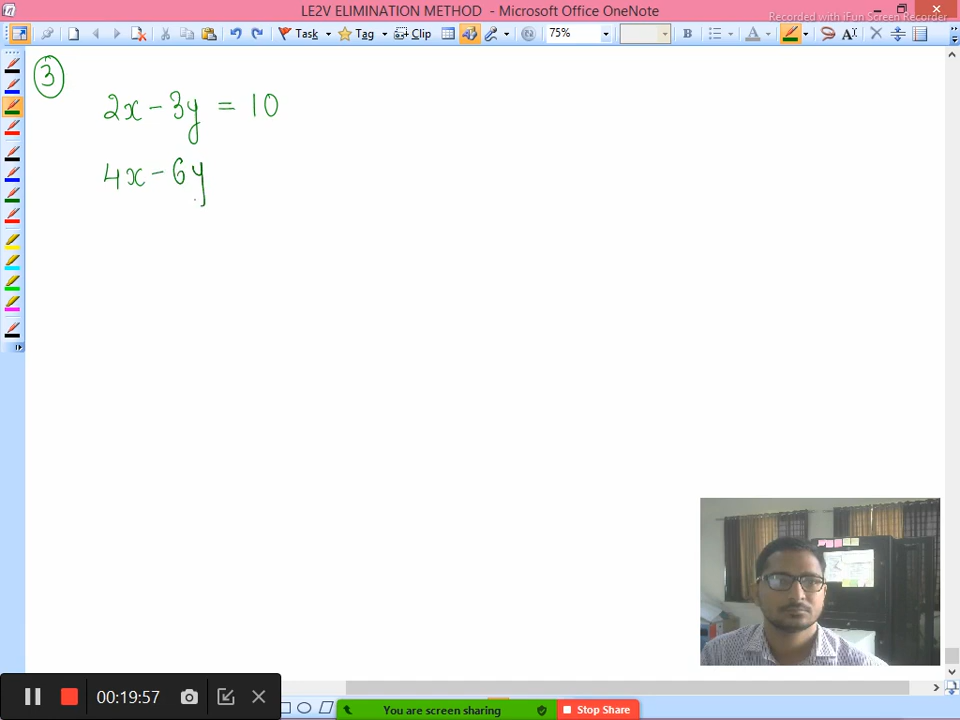 LE2V ELIMINATION METHOD - Microsoft Office OneNote
Recorded with iFun Screen Recorder
Task Tag Clip 75% B A A
3
2x - 3y = 10
4x - 6y
00:19:57
You are screen sharing Stop Share